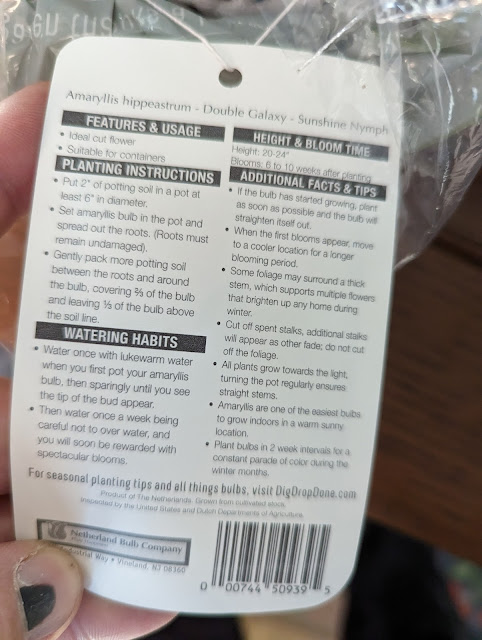 Amaryllis hippeastrum - Double Galaxy - Sunshine Nymph
FEATURES & USAGE
• Ideal cut flower
• Suitable for containers
PLANTING INSTRUCTIONS
• Put 2" of potting soil in a pot at
least 6" in diameter.
• Set amaryllis bulb in the pot and
spread out the roots. (Roots must
remain undamaged).
• Gently pack more potting soil
between the roots and around
the bulb, covering ⅔ of the bulb
and leaving ⅓ of the bulb above
the soil line.
WATERING HABITS
• Water once with lukewarm water
when you first pot your amaryllis
bulb, then sparingly until you see
the tip of the bud appear.
• Then water once a week being
careful not to over water, and
you will soon be rewarded with
spectacular blooms.
HEIGHT & BLOOM TIME
Height: 20-24"
Blooms: 6 to 10 weeks after planting
ADDITIONAL FACTS & TIPS
• If the bulb has started growing, plant
as soon as possible and the bulb will
straighten itself out.
• When the first blooms appear, move
to a cooler location for a longer
blooming period.
• Some foliage may surround a thick
stem, which supports multiple flowers
that brighten up any home during
winter.
• Cut off spent stalks, additional stalks
will appear as other fade; do not cut
off the foliage.
• All plants grow towards the light,
turning the pot regularly ensures
straight stems.
• Amaryllis are one of the easiest bulbs
to grow indoors in a warm sunny
location.
• Plant bulbs in 2 week intervals for a
constant parade of color during the
winter months.
For seasonal planting tips and all things bulbs, visit DigDropDone.com
Product of The Netherlands. Grown from cultivated stock.
Inspected by the United States and Dutch Departments of Agriculture.
Netherland Bulb Company
Industrial Way • Vineland, NJ 08360
0 00744 50939 5